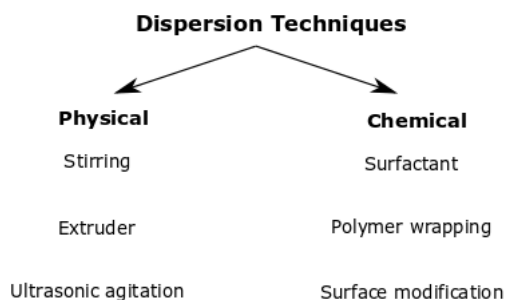 Dispersion Techniques
Physical
Chemical
Stirring
Surfactant
Extruder
Polymer wrapping
Ultrasonic agitation
Surface modification